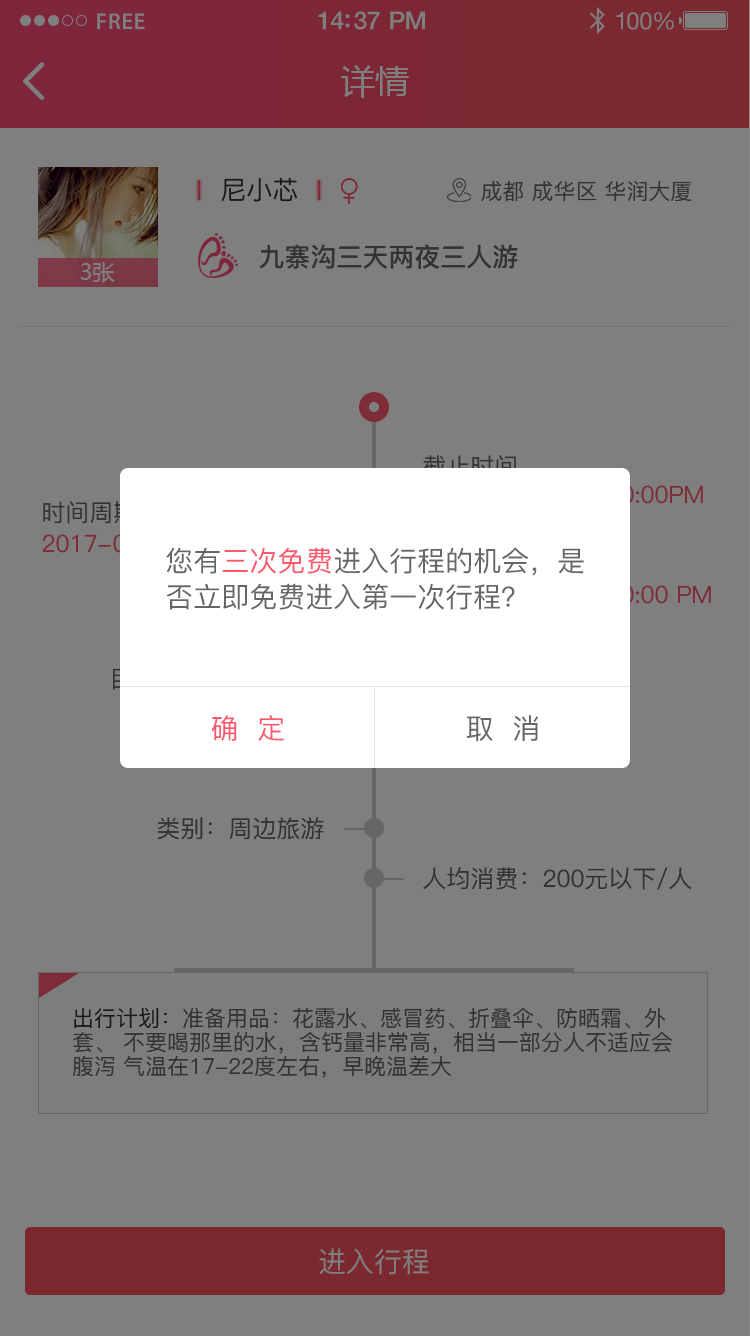 FREE 14:37 PM 100%
详情
尼小芯 成都 成华区 华润大厦
九寨沟三天两夜三人游
3张
截止时间
0:00PM
时间周期
2017-0
0:00 PM
您有三次免费进入行程的机会，是
否立即免费进入第一次行程?
确 定 取 消
类别：周边旅游
人均消费：200元以下/人
出行计划：准备用品：花露水、感冒药、折叠伞、防晒霜、外
套、 不要喝那里的水，含钙量非常高，相当一部分人不适应会
腹泻 气温在17-22度左右，早晚温差大
进入行程